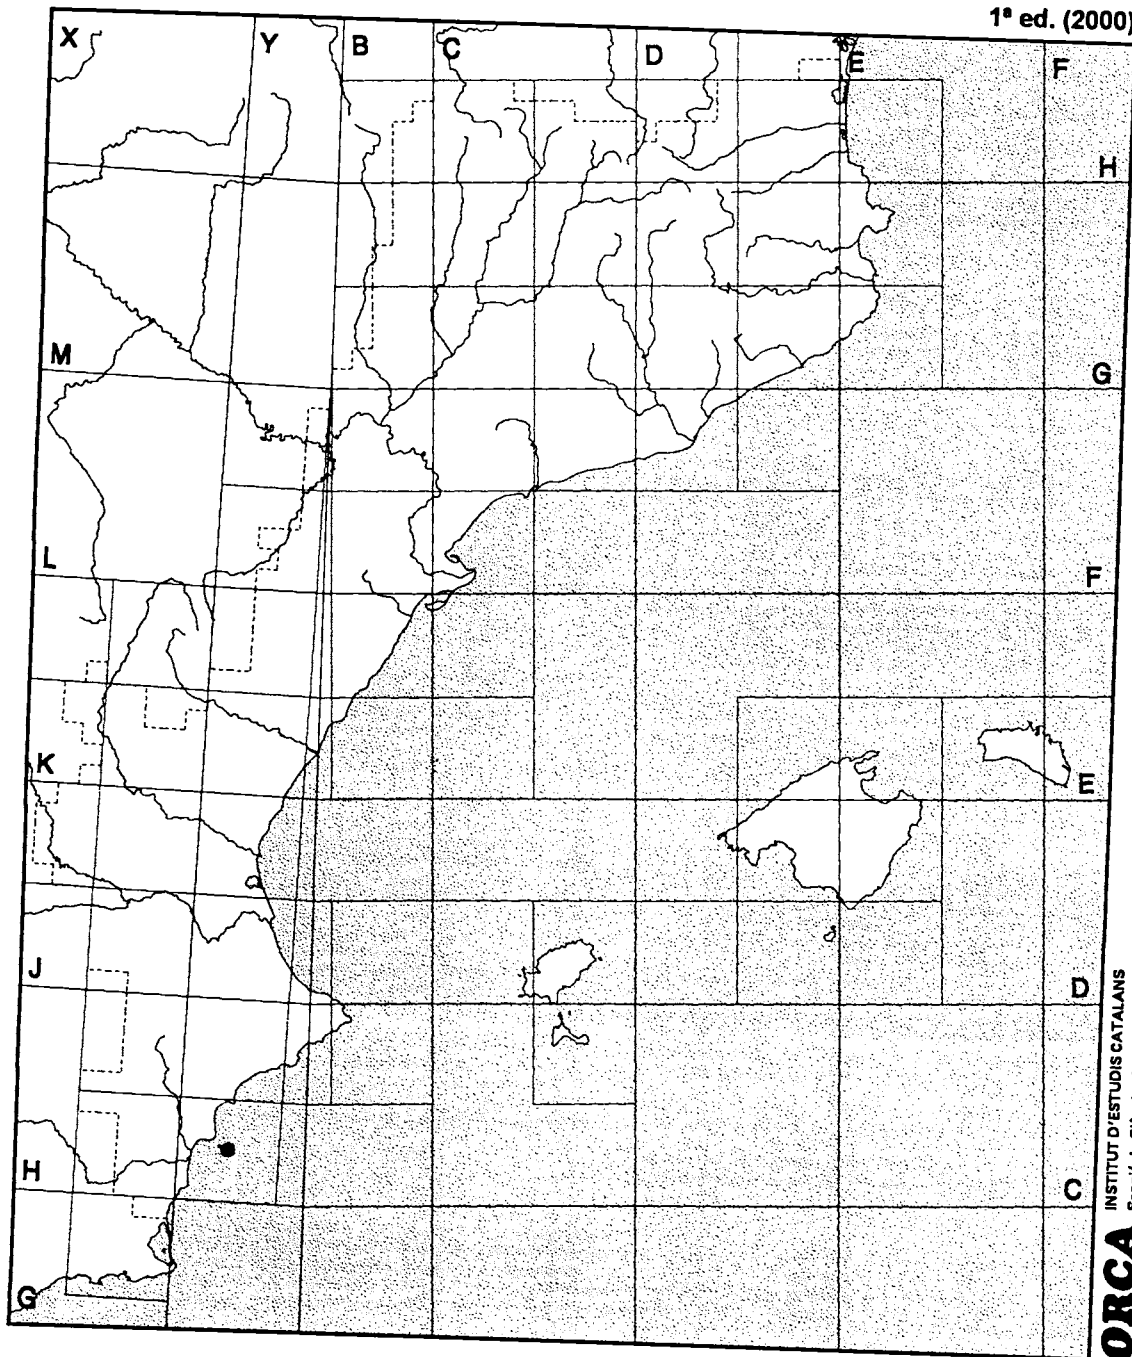 1ª ed. (2000)
X Y B C D E F
H
M G
L F
K E
J D
H C
G
ORCA INSTITUT D'ESTUDIS CATALANS